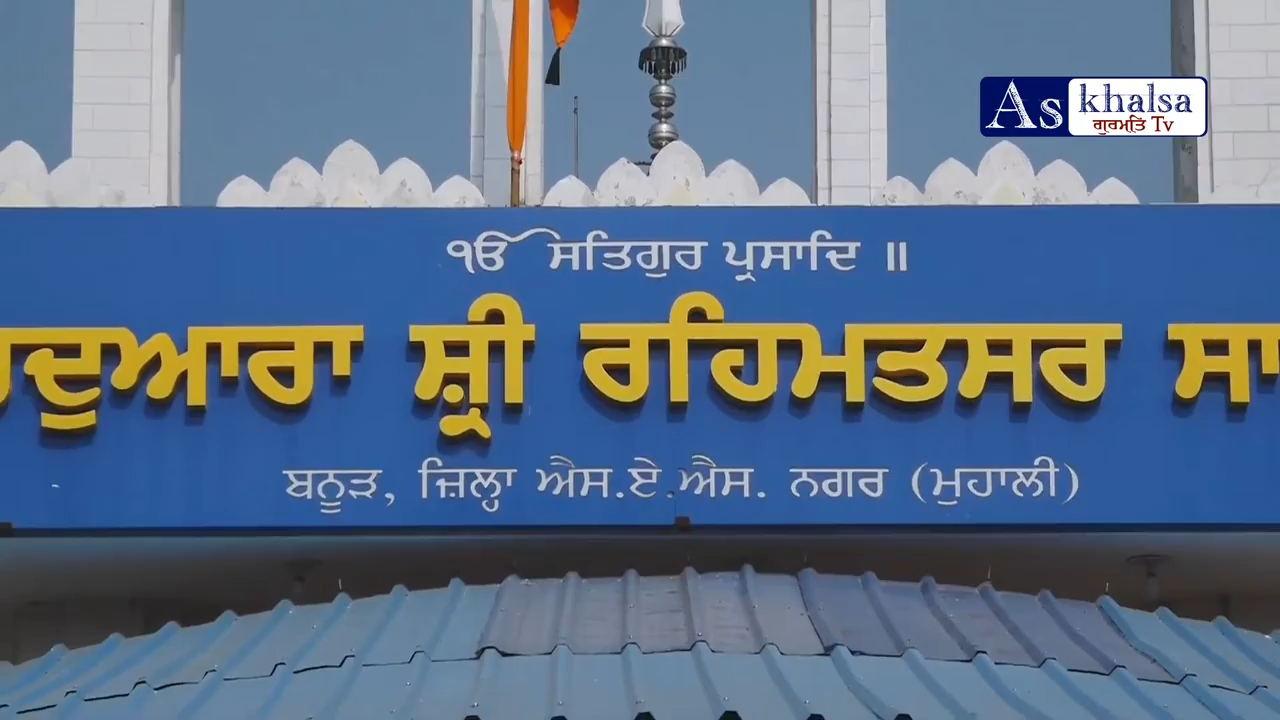 As khalsa
ਗੁਰਮਤਿ Tv
ੴ ਸਤਿਗੁਰ ਪ੍ਰਸਾਦਿ ॥
ਦੁਆਰਾ ਸ਼੍ਰੀ ਰਹਿਮਤਸਰ ਸਾ
ਬਨੂੜ, ਜ਼ਿਲ੍ਹਾ ਐਸ.ਏ.ਐਸ. ਨਗਰ (ਮੁਹਾਲੀ)